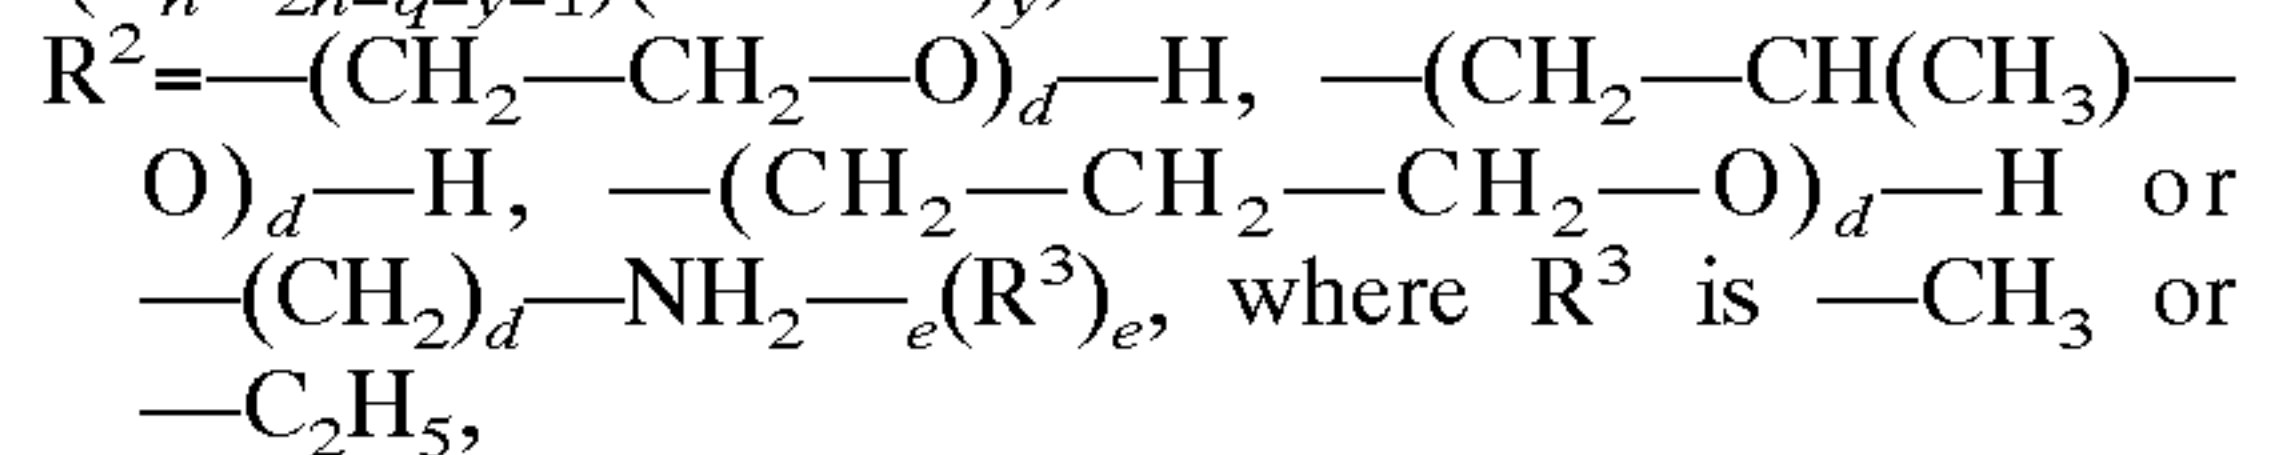 R²=—(CH₂—CH₂—O)d—H, —(CH₂—CH(CH₃)—
O)d—H, —(CH₂—CH₂—CH₂—O)d—H or
—(CH₂)d—NH₂—e(R³)e, where R³ is —CH₃ or
—C₂H₅,